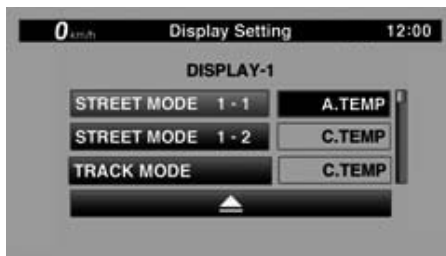 0 km/h Display Setting 12:00
DISPLAY-1
STREET MODE 1 - 1 A.TEMP
STREET MODE 1 - 2 C.TEMP
TRACK MODE C.TEMP